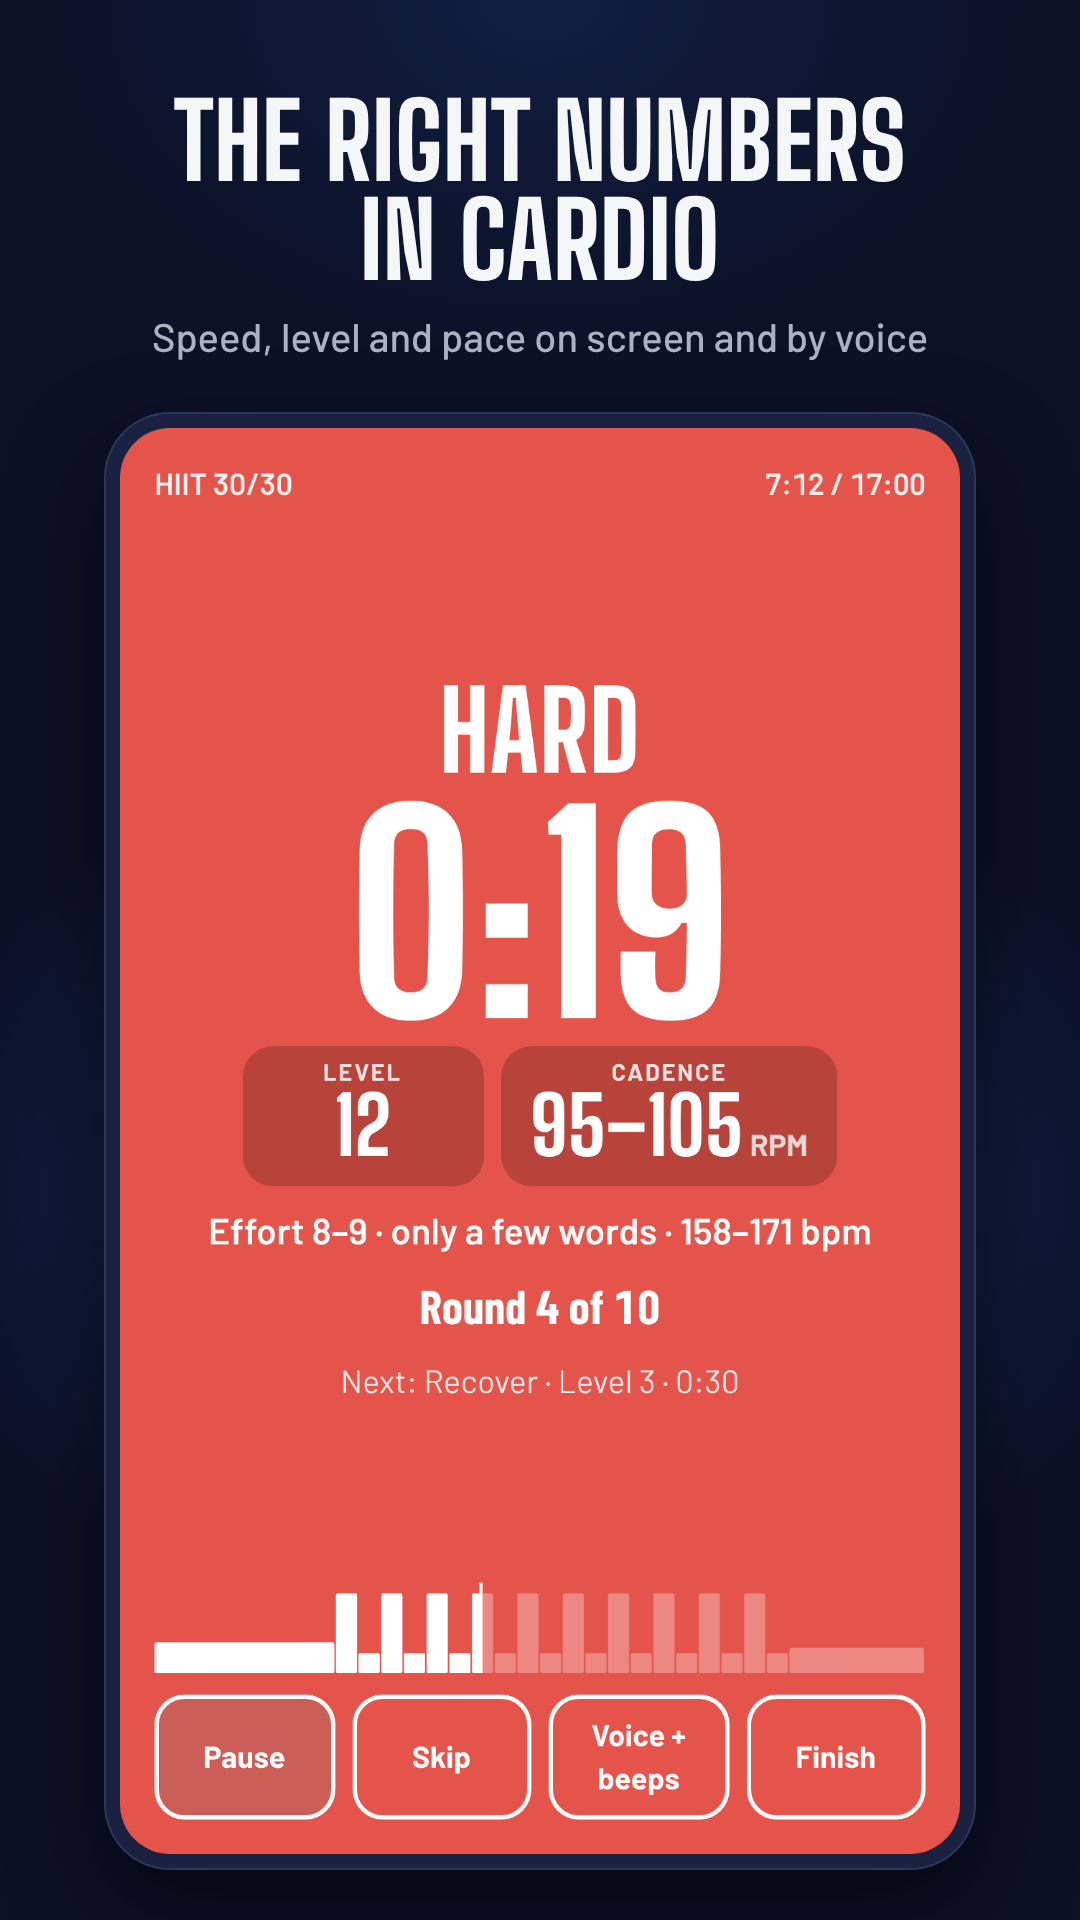 THE RIGHT NUMBERS
IN CARDIO
Speed, level and pace on screen and by voice
HIIT 30/30
7:12 / 17:00
HARD
0:19
LEVEL
12
CADENCE
95–105 RPM
Effort 8–9 · only a few words · 158–171 bpm
Round 4 of 10
Next: Recover · Level 3 · 0:30
Pause
Skip
Voice +
beeps
Finish